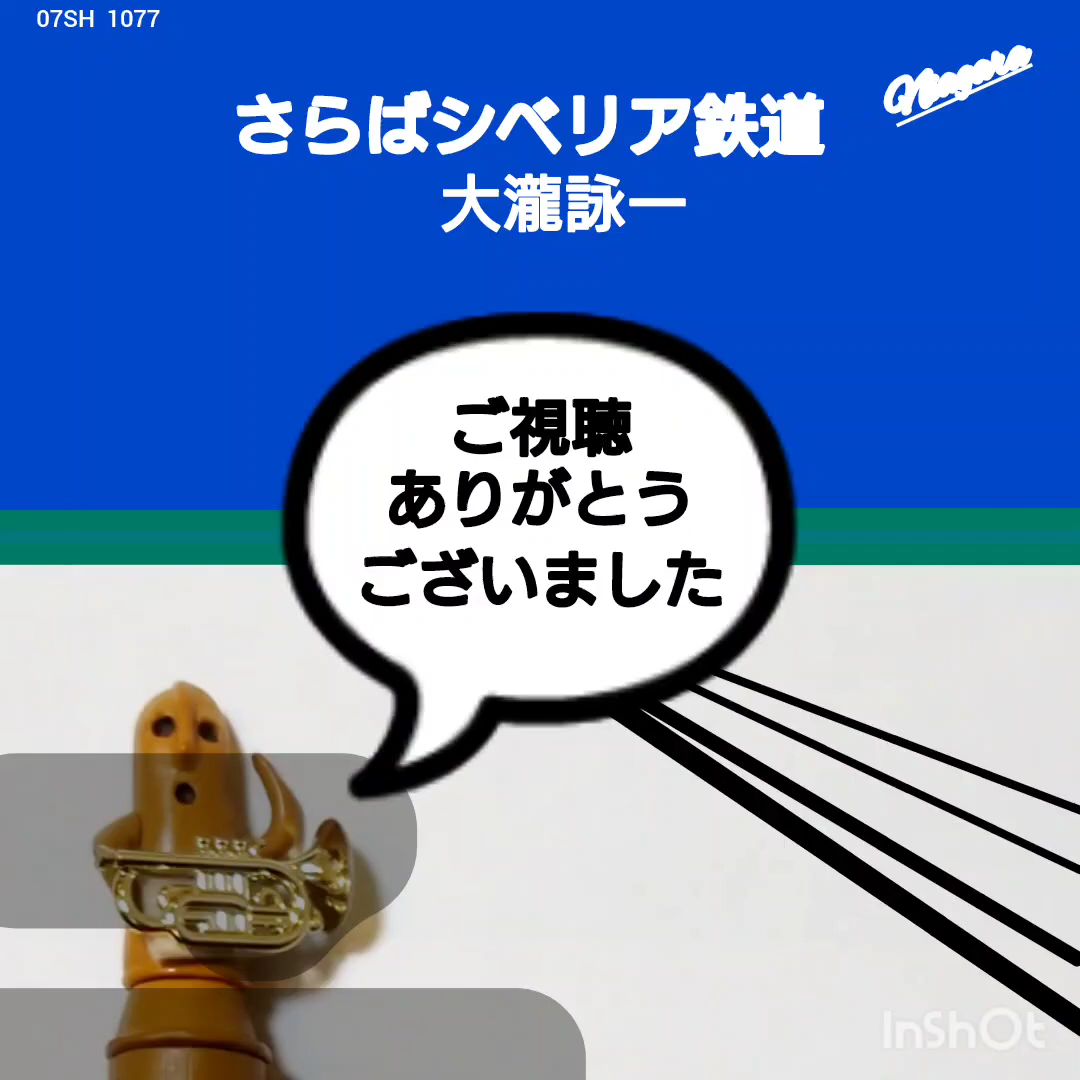 07SH 1077
Niagara
さらばシベリア鉄道
大瀧詠一
ご視聴
ありがとう
ございました
InShOt